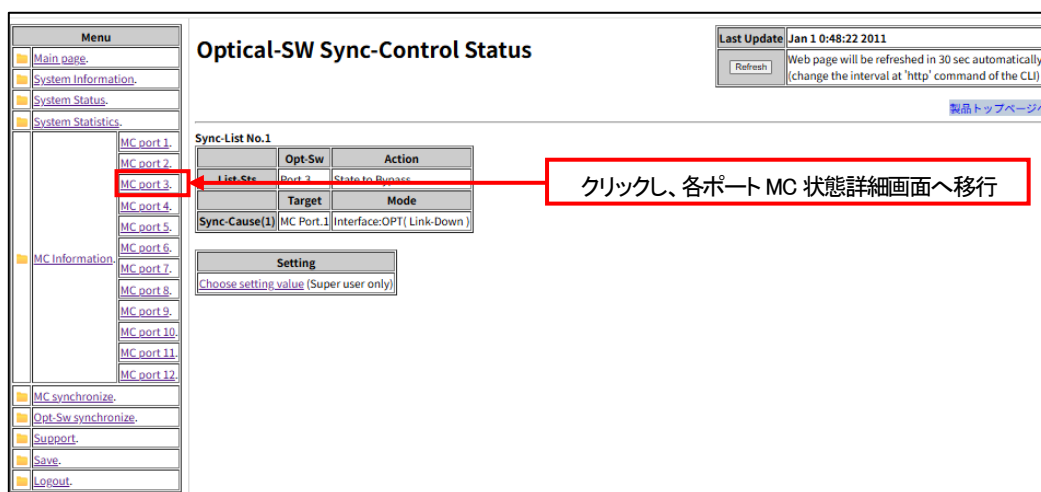 Menu
Main page.
System Information.
System Status.
System Statistics.
MC Information.
MC port 1.
MC port 2.
MC port 3.
MC port 4.
MC port 5.
MC port 6.
MC port 7.
MC port 8.
MC port 9.
MC port 10.
MC port 11.
MC port 12.
MC synchronize.
Opt-Sw synchronize.
Support.
Save.
Logout.
Optical-SW Sync-Control Status
Last Update Jan 1 0:48:22 2011
Refresh
Web page will be refreshed in 30 sec automatically
(change the interval at 'http' command of the CLI)
製品トップページへ
Sync-List No.1
Opt-Sw Action
List-Sts Port 3 State to Bypass
Target Mode
Sync-Cause(1) MC Port.1 Interface:OPT( Link-Down )
Setting
Choose setting value (Super user only)
クリックし、各ポート MC 状態詳細画面へ移行